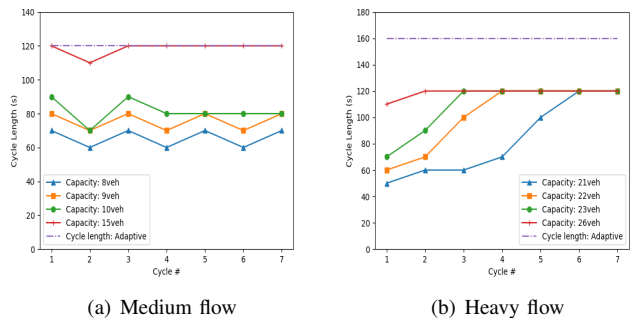 140
120
100
80
60
40
20
0
Cycle Length (s)
1 2 3 4 5 6 7
Cycle #
Capacity: 8veh
Capacity: 9veh
Capacity: 10veh
Capacity: 15veh
Cycle length: Adaptive
(a) Medium flow
180
160
140
120
100
80
60
40
20
0
Cycle Length (s)
1 2 3 4 5 6 7
Cycle #
Capacity: 21veh
Capacity: 22veh
Capacity: 23veh
Capacity: 26veh
Cycle length: Adaptive
(b) Heavy flow